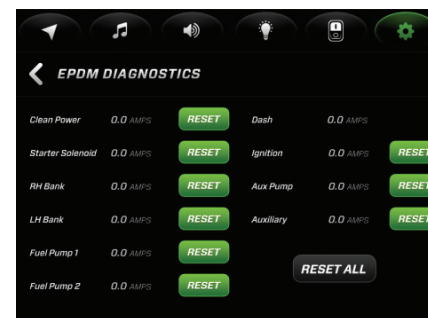 EPDM DIAGNOSTICS
Clean Power 0.0 AMPS RESET Dash 0.0 AMPS
Starter Solenoid 0.0 AMPS RESET Ignition 0.0 AMPS RESET
RH Bank 0.0 AMPS RESET Aux Pump 0.0 AMPS RESET
LH Bank 0.0 AMPS RESET Auxiliary 0.0 AMPS RESET
Fuel Pump 1 0.0 AMPS RESET
RESET ALL
Fuel Pump 2 0.0 AMPS RESET